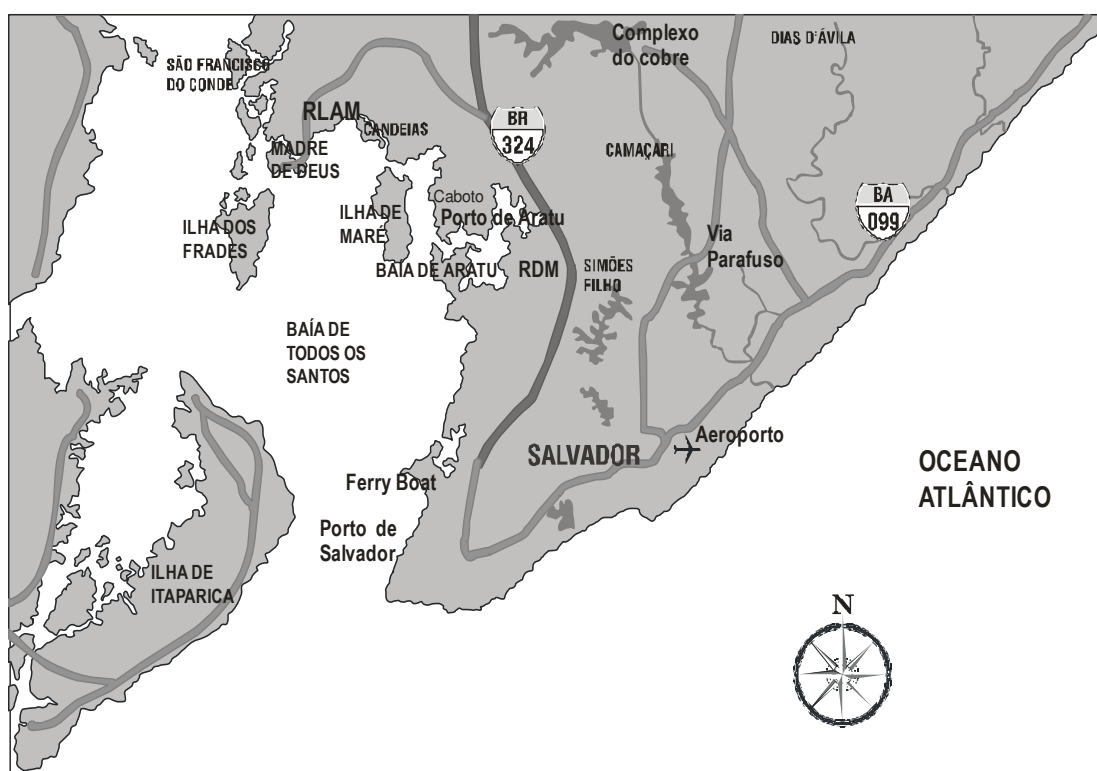 Complexo
do cobre
DIAS D'ÁVILA
SÃO FRANCISCO
DO CONDE
RLAM
CANDEIAS
BR
324
MADRE
DE DEUS
CAMAÇARI
BA
099
Caboto
Porto de Aratu
ILHA DOS
FRADES
ILHA DE
MARÉ
Via
Parafuso
BAÍA DE ARATU
RDM
SIMÕES
FILHO
BAÍA DE
TODOS OS
SANTOS
Aeroporto
SALVADOR
OCEANO
ATLÂNTICO
Ferry Boat
Porto de
Salvador
ILHA DE
ITAPARICA
N